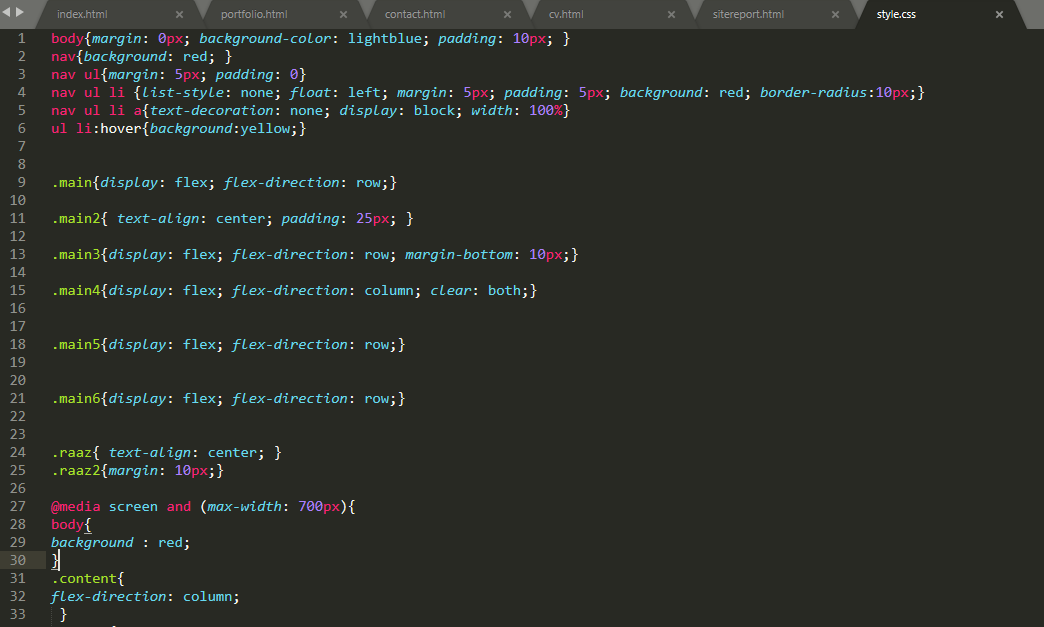 index.html × portfolio.html × contact.html × cv.html × sitereport.html × style.css ×
1 body{margin: 0px; background-color: lightblue; padding: 10px; }
2 nav{background: red; }
3 nav ul{margin: 5px; padding: 0}
4 nav ul li {list-style: none; float: left; margin: 5px; padding: 5px; background: red; border-radius:10px;}
5 nav ul li a{text-decoration: none; display: block; width: 100%}
6 ul li:hover{background:yellow;}
7
8
9 .main{display: flex; flex-direction: row;}
10
11 .main2{ text-align: center; padding: 25px; }
12
13 .main3{display: flex; flex-direction: row; margin-bottom: 10px;}
14
15 .main4{display: flex; flex-direction: column; clear: both;}
16
17
18 .main5{display: flex; flex-direction: row;}
19
20
21 .main6{display: flex; flex-direction: row;}
22
23
24 .raaz{ text-align: center; }
25 .raaz2{margin: 10px;}
26
27 @media screen and (max-width: 700px){
28 body{
29 background : red;
30 }
31 .content{
32 flex-direction: column;
33 }